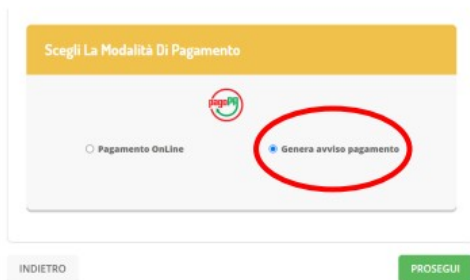 Scegli La Modalità Di Pagamento
pagoPA
Pagamento OnLine
Genera avviso pagamento
INDIETRO
PROSEGUI